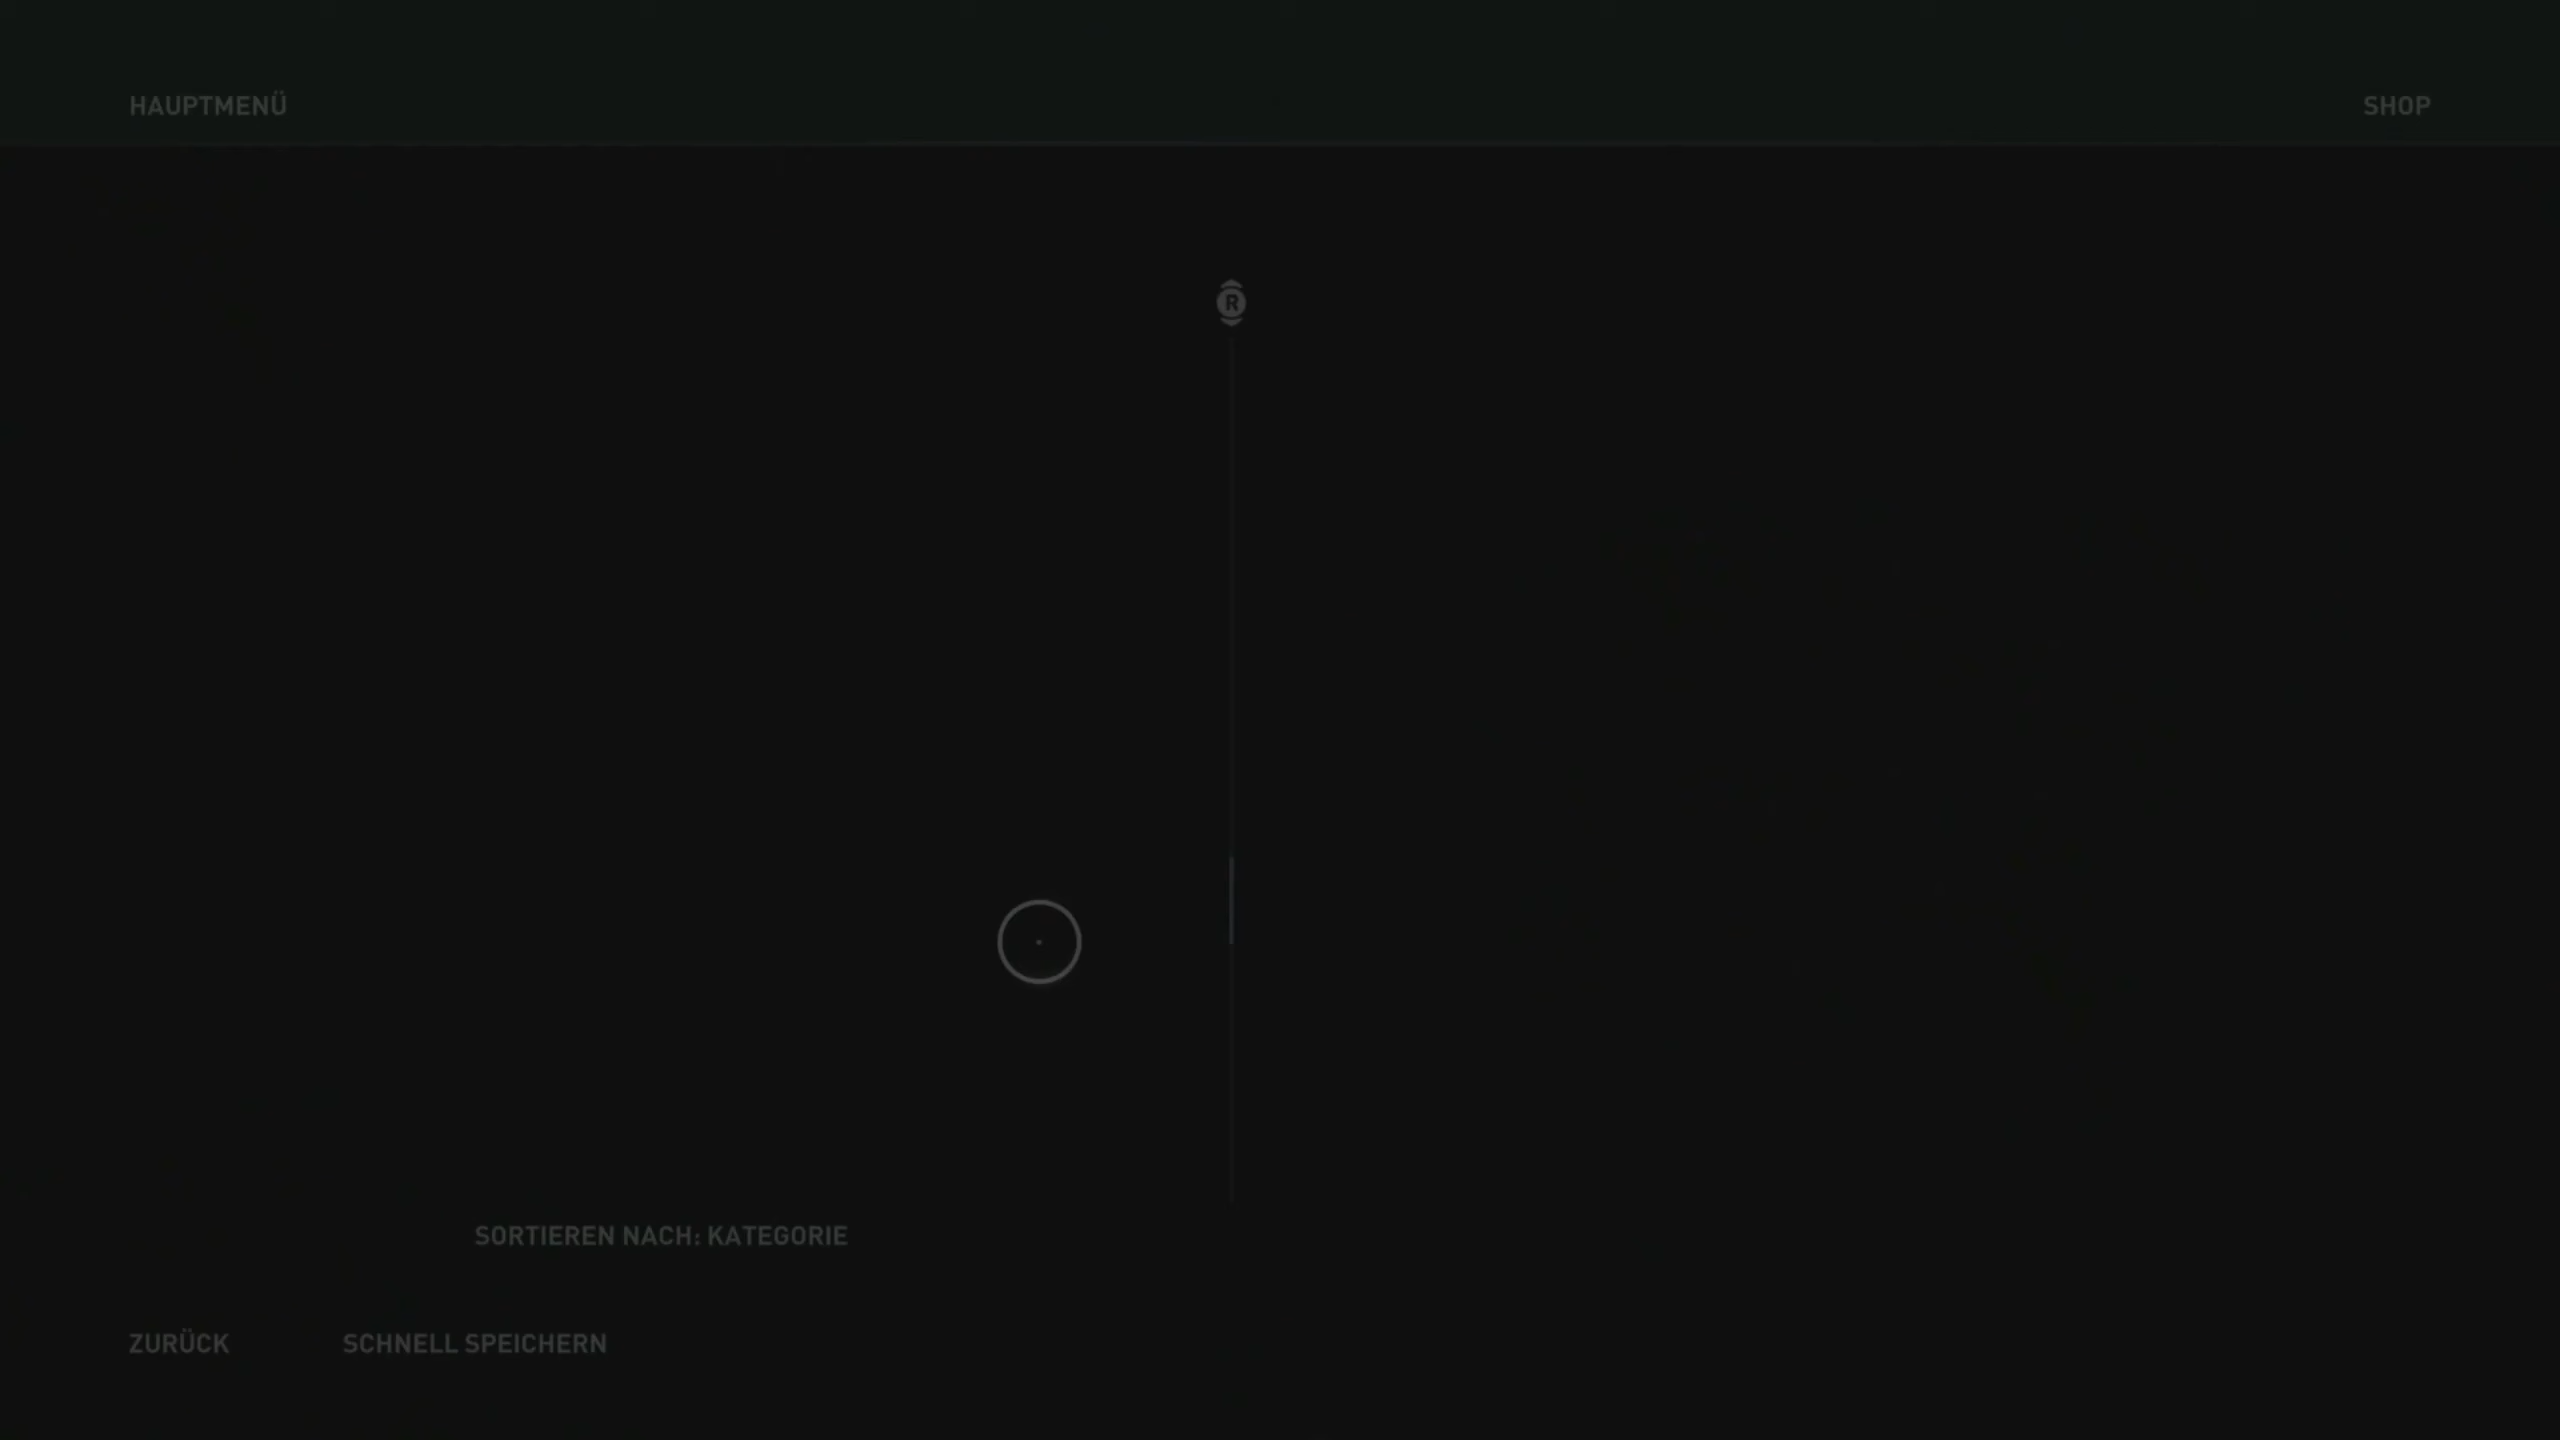 HAUPTMENÜ
SHOP
R
SORTIEREN NACH: KATEGORIE
ZURÜCK
SCHNELL SPEICHERN